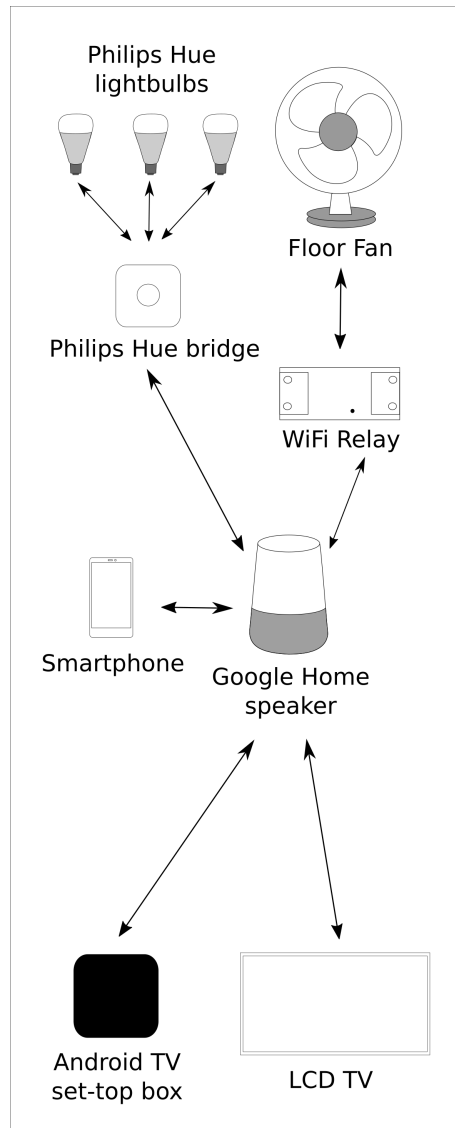 Philips Hue
lightbulbs
Floor Fan
Philips Hue bridge
WiFi Relay
Smartphone
Google Home
speaker
Android TV
set-top box
LCD TV